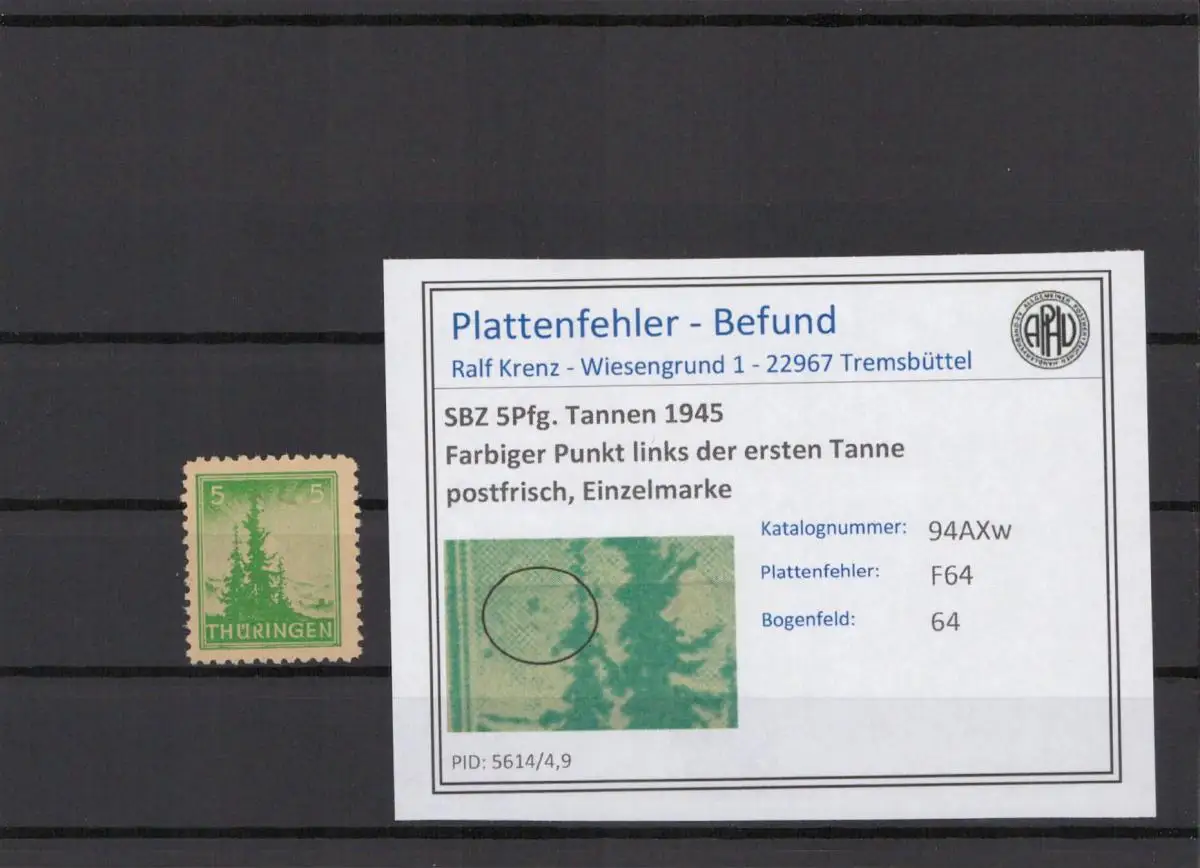 5 5
THÜRINGEN
Plattenfehler - Befund
Ralf Krenz - Wiesengrund 1 - 22967 Tremsbüttel
APHV
SBZ 5Pfg. Tannen 1945
Farbiger Punkt links der ersten Tanne
postfrisch, Einzelmarke
Katalognummer: 94AXw
Plattenfehler: F64
Bogenfeld: 64
PID: 5614/4,9